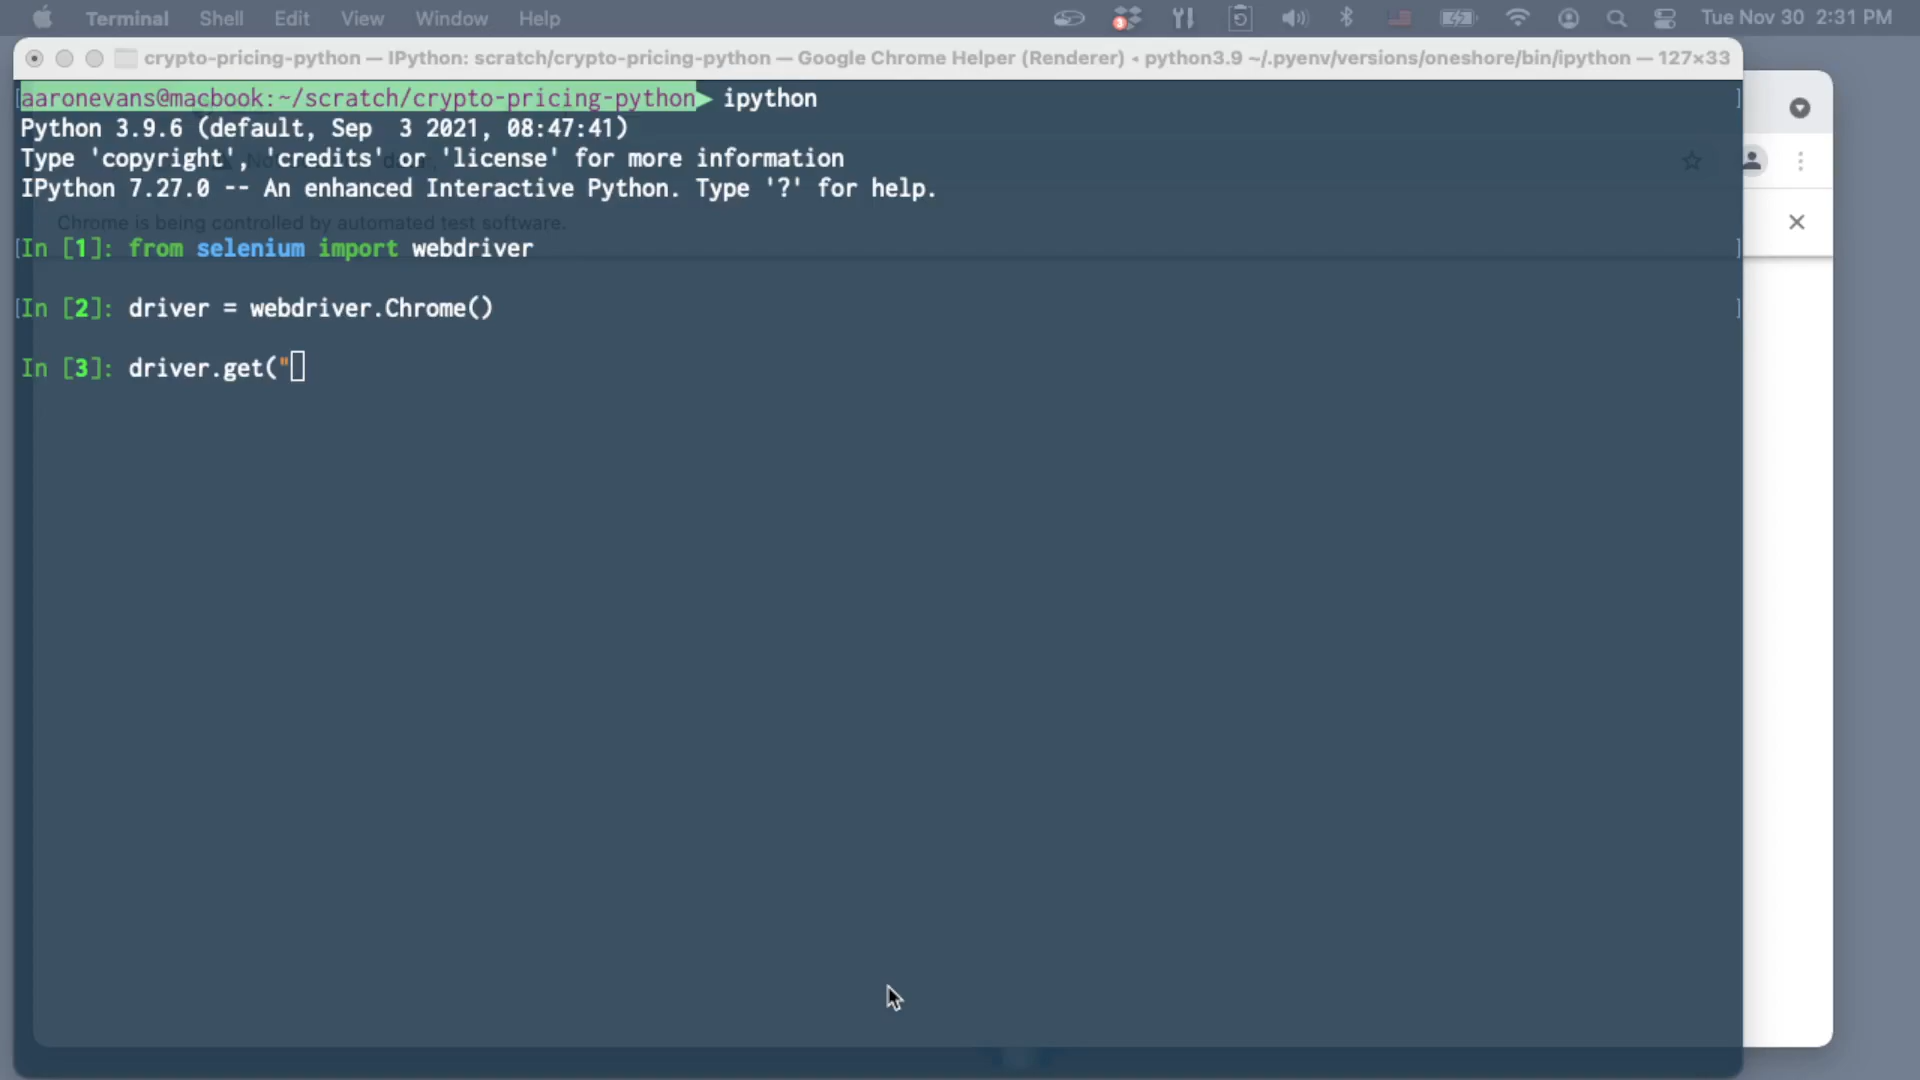 Terminal Shell Edit View Window Help Tue Nov 30 2:31 PM
crypto-pricing-python — IPython: scratch/crypto-pricing-python — Google Chrome Helper (Renderer) ◂ python3.9 ~/.pyenv/versions/oneshore/bin/ipython — 127×33
aaronevans@macbook:~/scratch/crypto-pricing-python ipython
Python 3.9.6 (default, Sep  3 2021, 08:47:41)
Type 'copyright', 'credits' or 'license' for more information
IPython 7.27.0 -- An enhanced Interactive Python. Type '?' for help.
Chrome is being controlled by automated test software.
In [1]: from selenium import webdriver
In [2]: driver = webdriver.Chrome()
In [3]: driver.get("